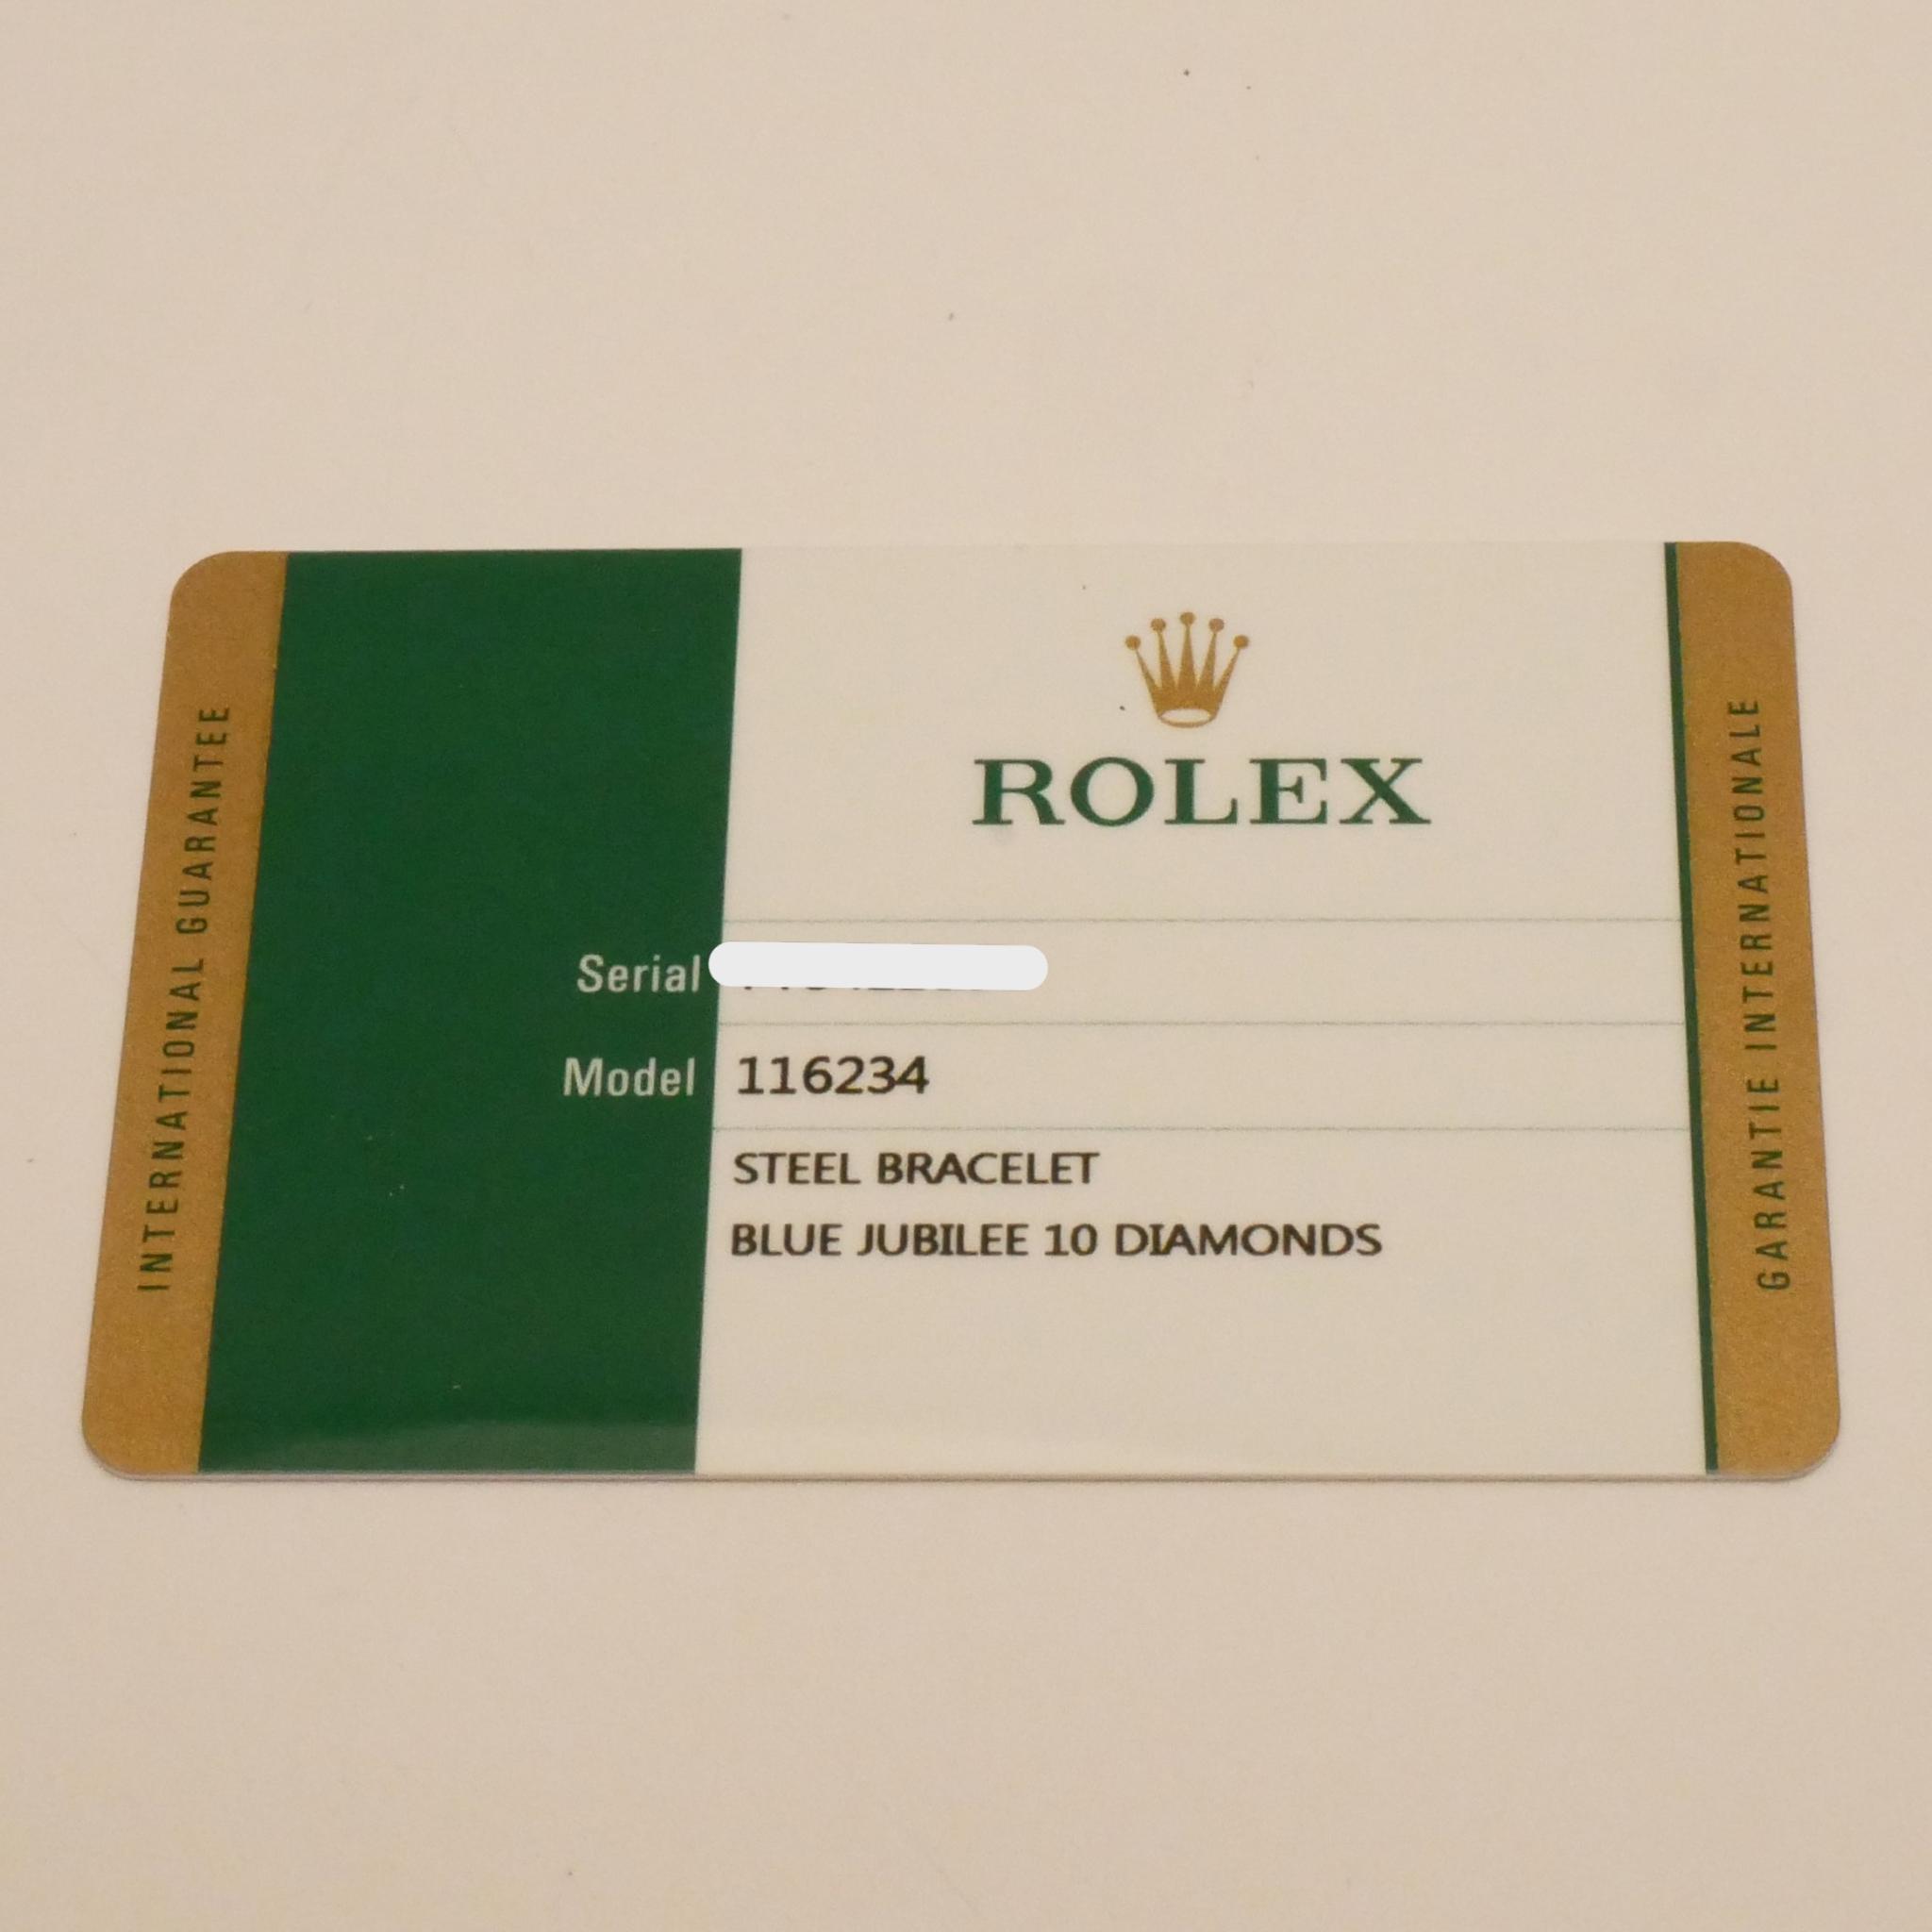 INTERNATIONAL GUARANTEE
ROLEX
Serial
Model 116234
STEEL BRACELET
BLUE JUBILEE 10 DIAMONDS
GARANTIE INTERNATIONALE